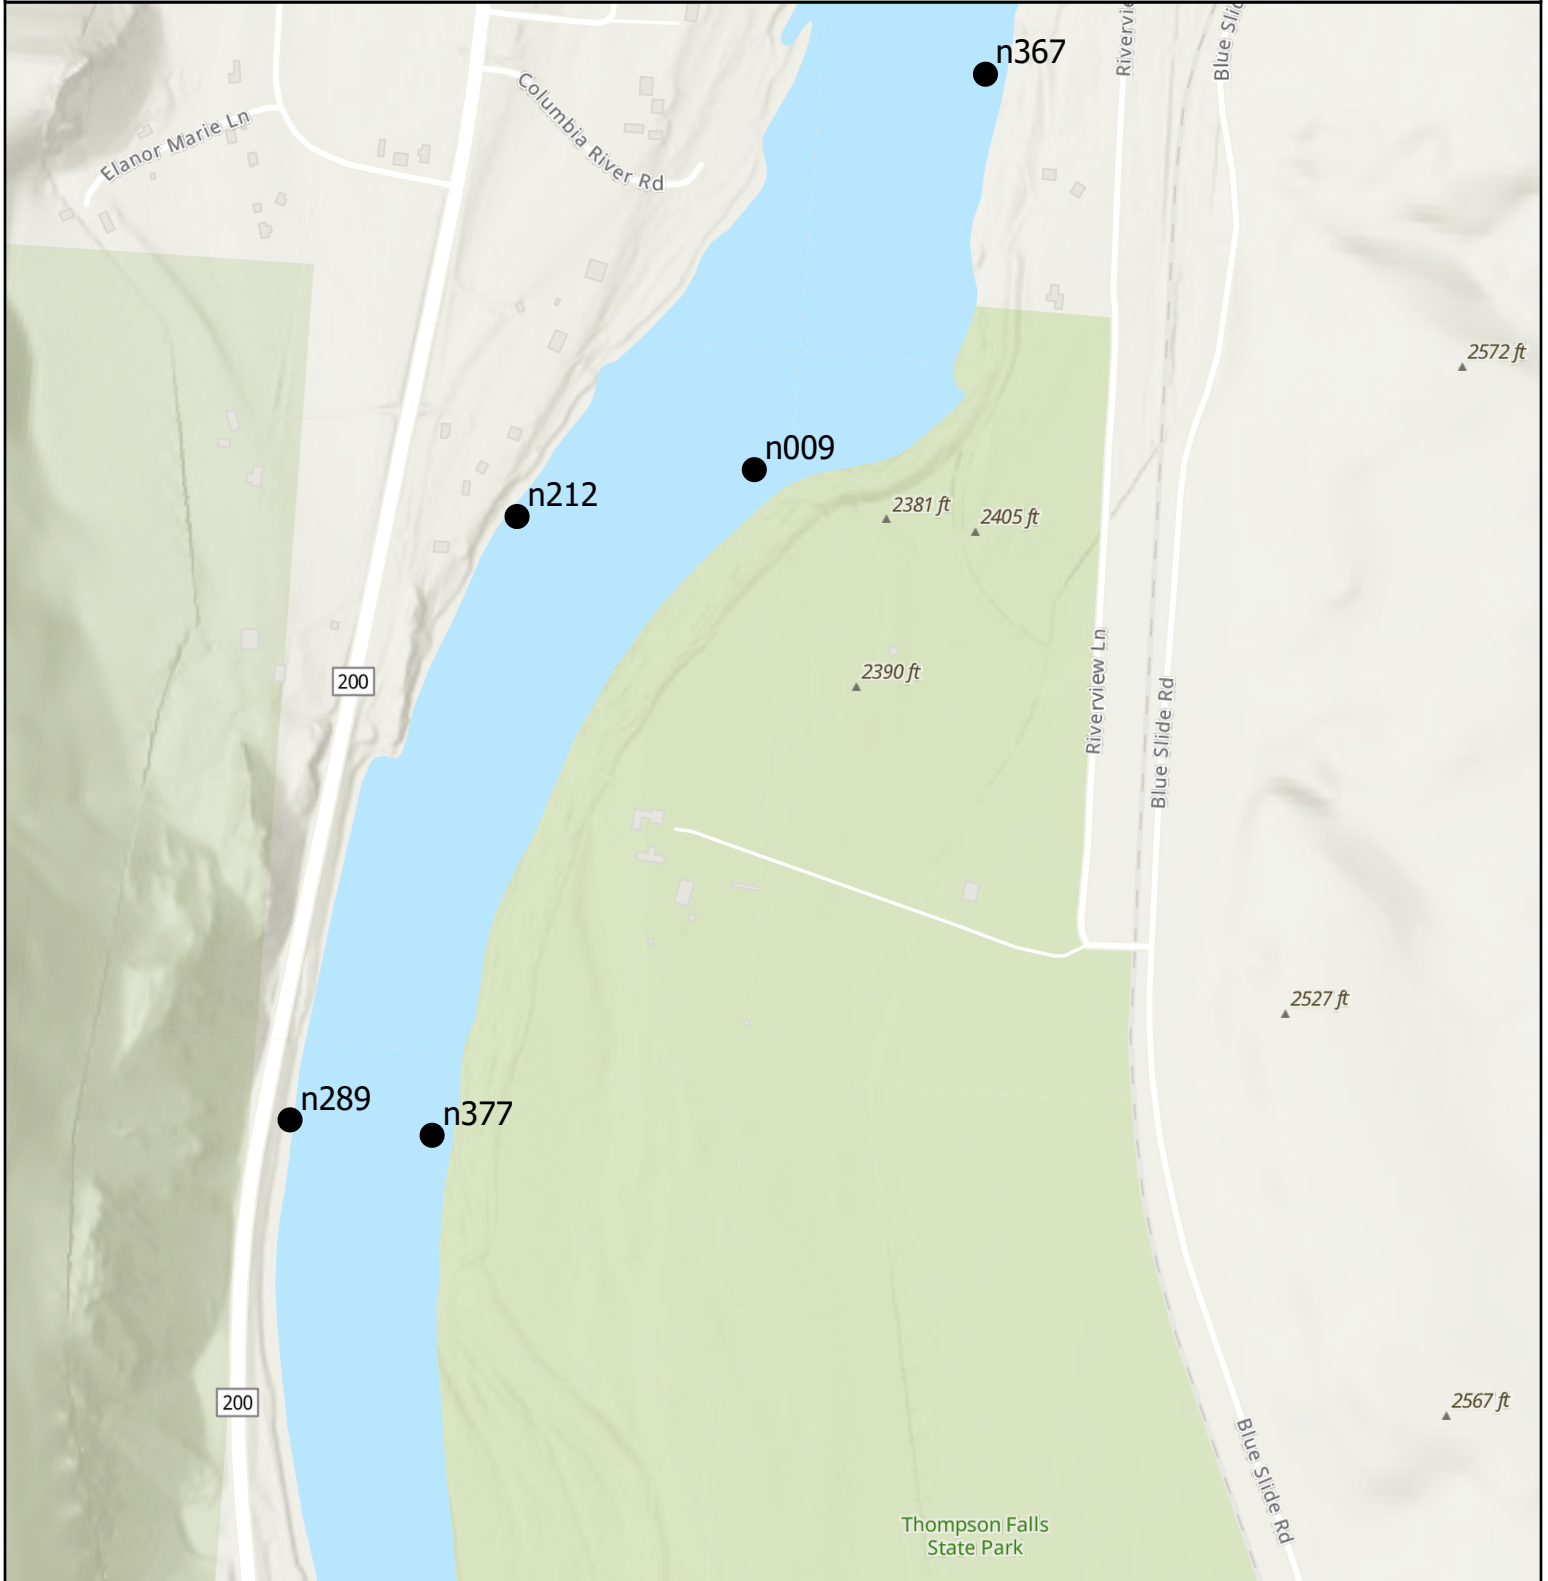 Riervie
Blue Slid
n367
Columbia River Rd
Elanor Marie Ln
2572 ft
n009
n212
2381 ft
2405 ft
2390 ft
200
Riverview Ln
Blue Slide Rd
2527 ft
n289
n377
200
2567 ft
Blue Slide Rd
Thompson Falls
State Park